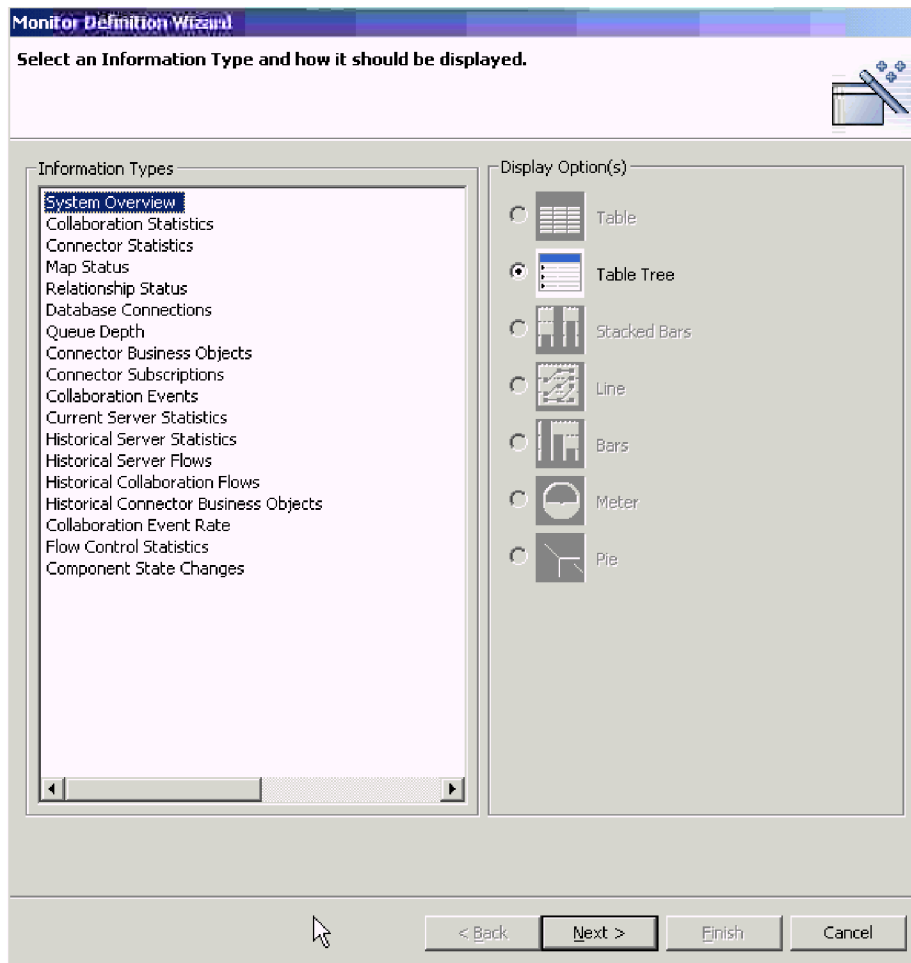 Monitor Definition Wizard
Select an Information Type and how it should be displayed.
Information Types
System Overview
Collaboration Statistics
Connector Statistics
Map Status
Relationship Status
Database Connections
Queue Depth
Connector Business Objects
Connector Subscriptions
Collaboration Events
Current Server Statistics
Historical Server Statistics
Historical Server Flows
Historical Collaboration Flows
Historical Connector Business Objects
Collaboration Event Rate
Flow Control Statistics
Component State Changes
Display Option(s)
Table
Table Tree
Stacked Bars
Line
Bars
Meter
Pie
< Back
Next >
Finish
Cancel